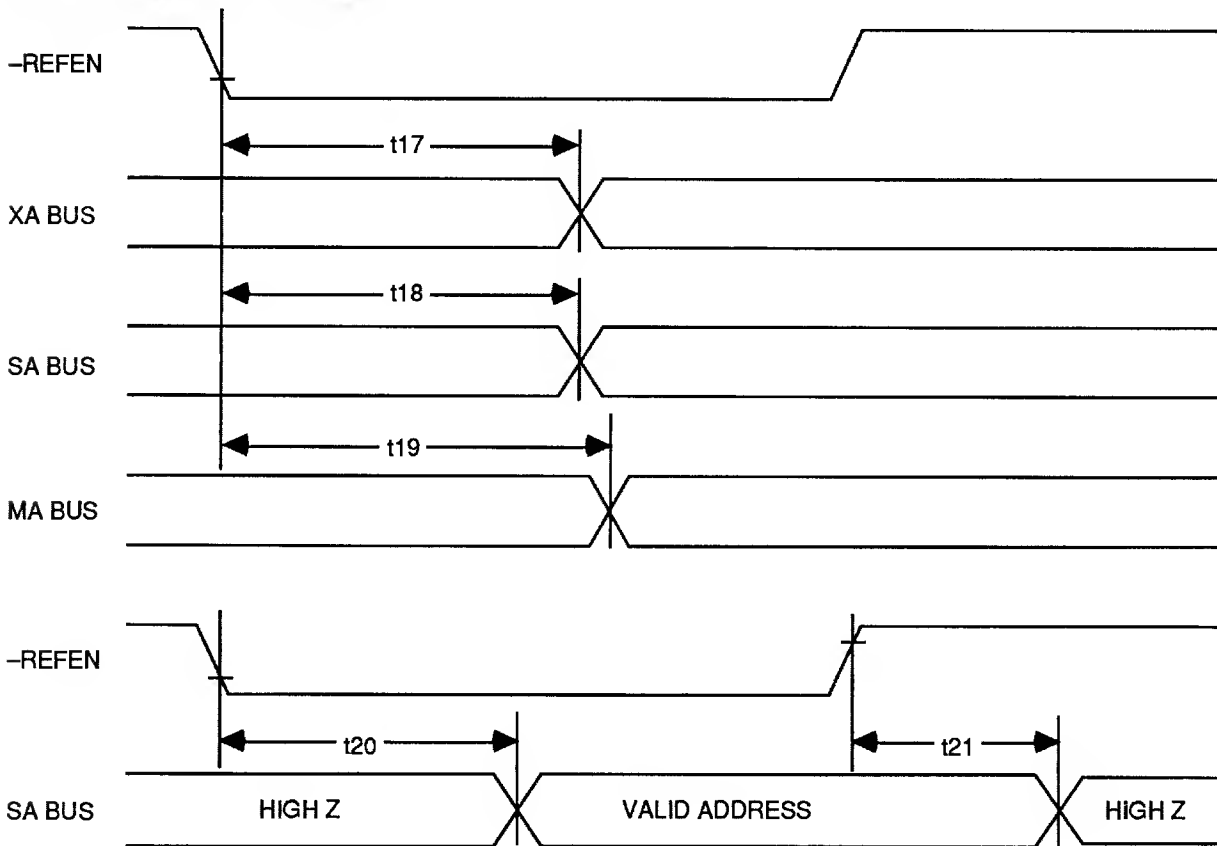 –REFEN
t17
XA BUS
t18
SA BUS
t19
MA BUS
–REFEN
t20
t21
SA BUS HIGH Z VALID ADDRESS HIGH Z